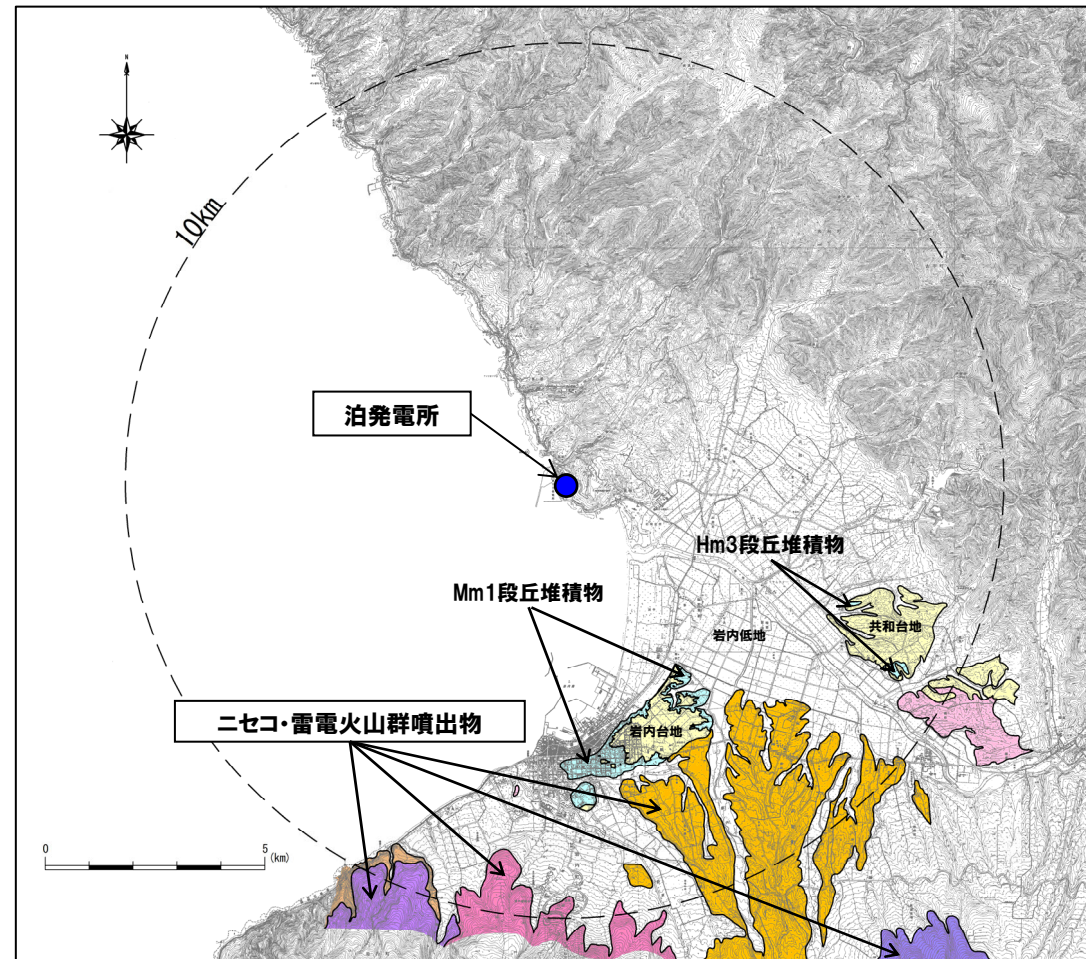 N
10km
泊発電所
Hm3段丘堆積物
Mm1段丘堆積物
共和台地
岩内低地
ニセコ・雷電火山群噴出物
岩内台地
0
5
(km)